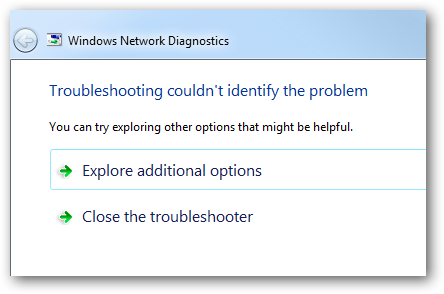 Windows Network Diagnostics
Troubleshooting couldn't identify the problem
You can try exploring other options that might be helpful.
Explore additional options
Close the troubleshooter